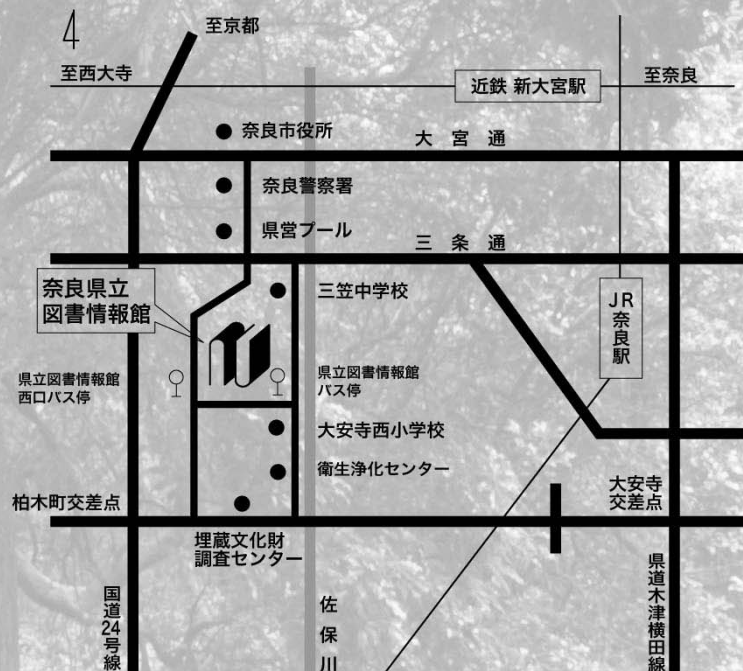 4
至京都
至西大寺
近鉄 新大宮駅
至奈良
奈良市役所
大宮通
奈良警察署
県営プール
三条通
奈良県立
図書情報館
三笠中学校
JR
奈良駅
県立図書情報館
西口バス停
県立図書情報館
バス停
大安寺西小学校
衛生浄化センター
柏木町交差点
大安寺
交差点
埋蔵文化財
調査センター
国道24号線
佐保川
県道木津横田線